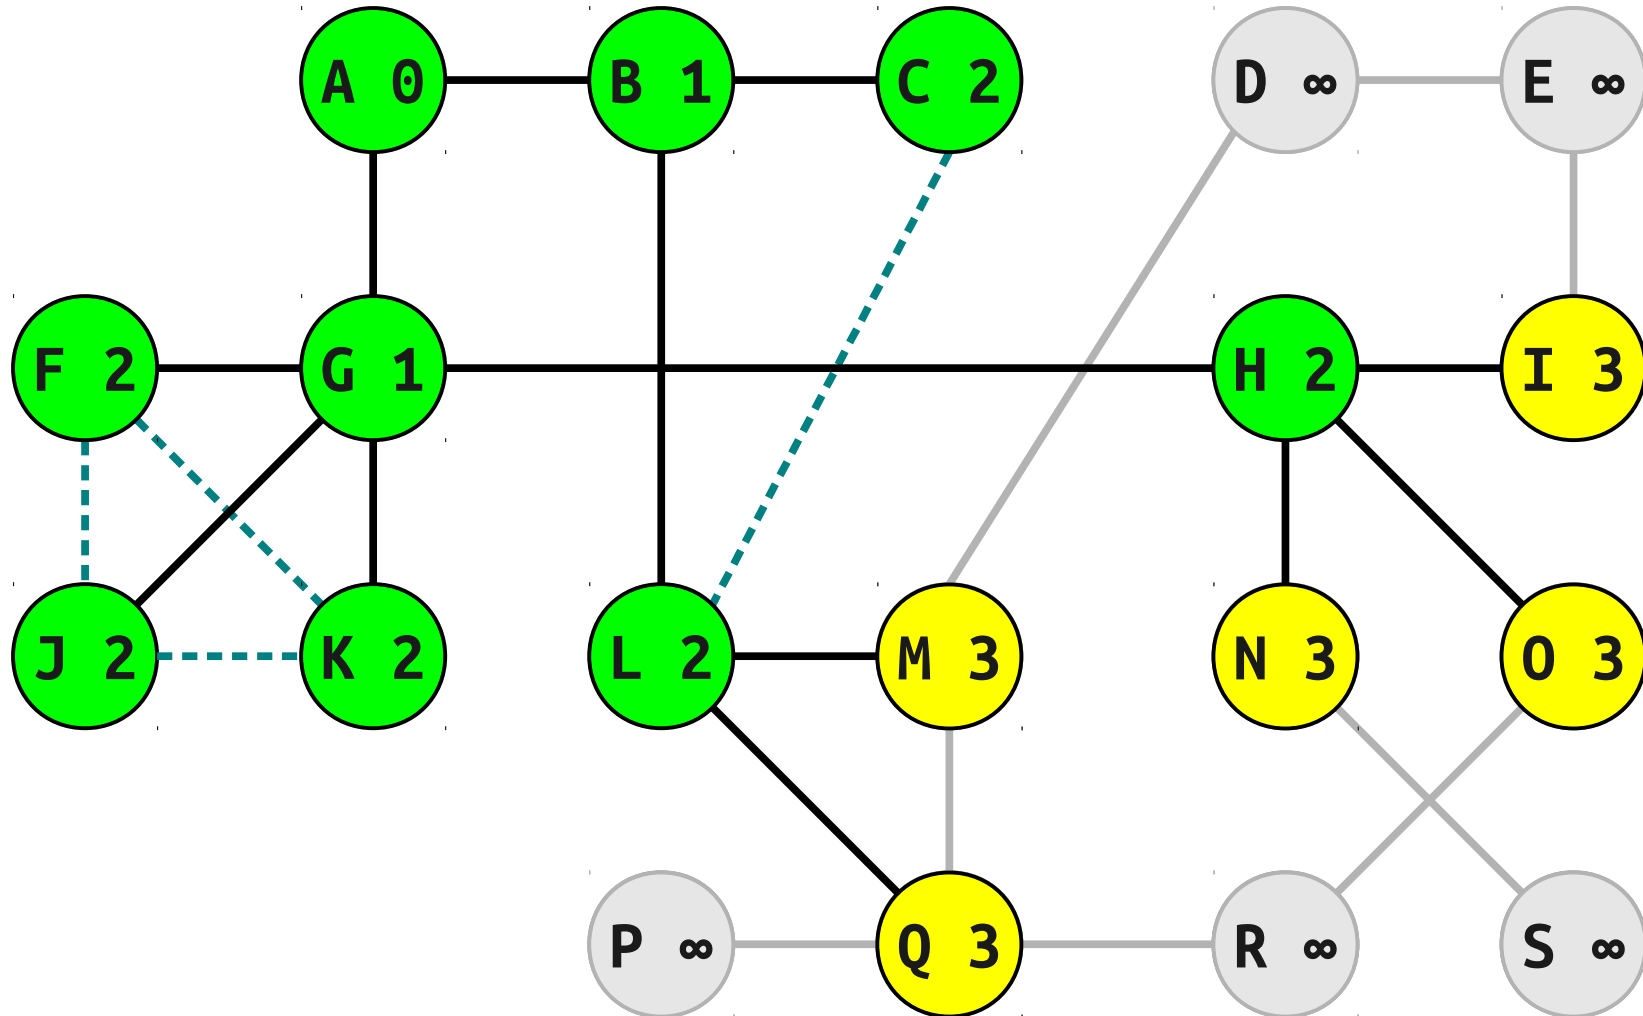 A 0 B 1 C 2 D ∞ E ∞
F 2 G 1 H 2 I 3
J 2 K 2 L 2 M 3 N 3 O 3
P ∞ Q 3 R ∞ S ∞